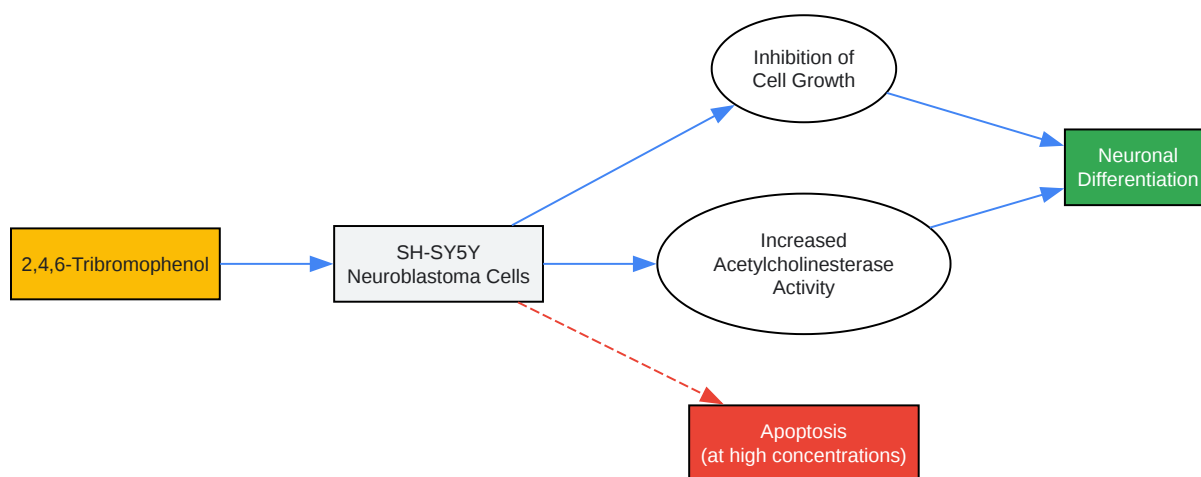 Inhibition of
Cell Growth
Neuronal
Differentiation
2,4,6-Tribromophenol
SH-SY5Y
Neuroblastoma Cells
Increased
Acetylcholinesterase
Activity
Apoptosis
(at high concentrations)